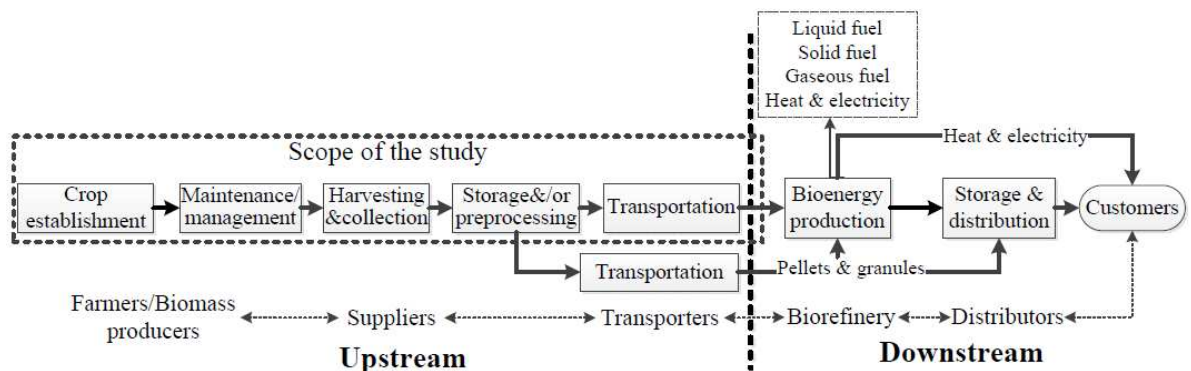 Liquid fuel
Solid fuel
Gaseous fuel
Heat & electricity
Heat & electricity
Scope of the study
Crop
establishment
Maintenance/
management
Harvesting
&collection
Storage&/or
preprocessing
Transportation
Bioenergy
production
Storage &
distribution
Customers
Transportation
Pellets & granules
Farmers/Biomass
producers
Suppliers
Transporters
Biorefinery
Distributors
Upstream
Downstream